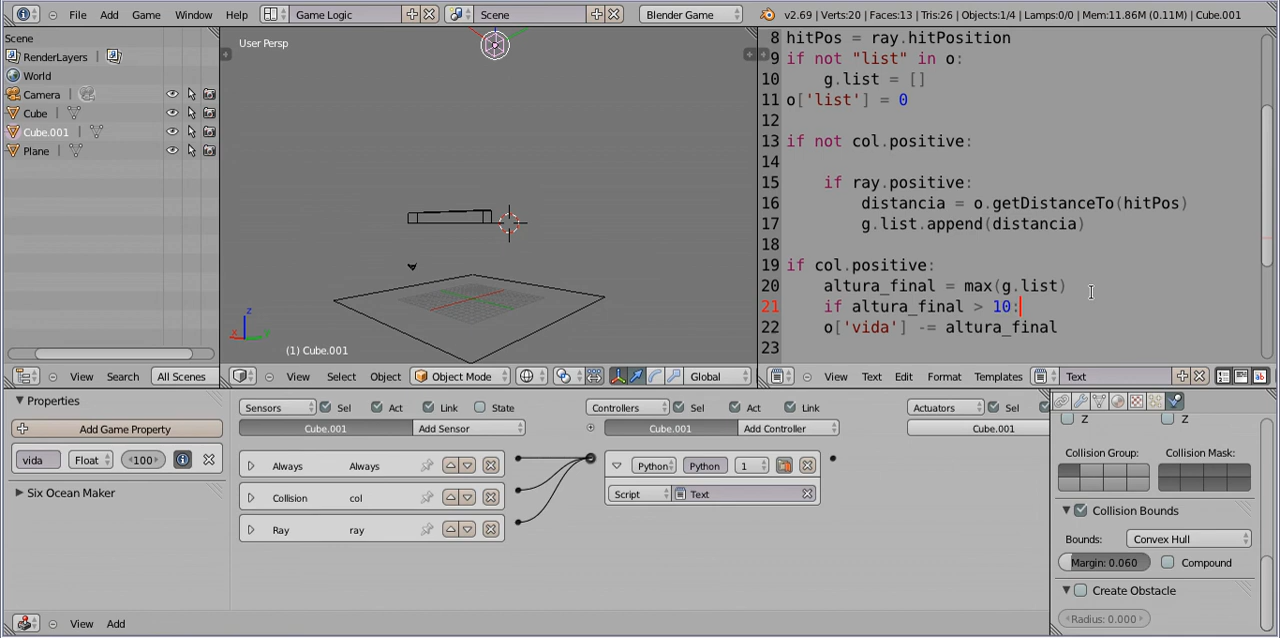 File Add Game Window Help Game Logic Scene Blender Game v2.69 | Verts:20 | Faces:13 | Tris:26 | Objects:1/4 | Lamps:0/0 | Mem:11.86M (0.11M) | Cube.001
Scene
RenderLayers
World
Camera
Cube
Cube.001
Plane
View Search All Scenes
User Persp
z
x
y
(1) Cube.001
View Select Object Object Mode Global
8 hitPos = ray.hitPosition
9 if not "list" in o:
10 g.list = []
11 o['list'] = 0
12
13 if not col.positive:
14
15 if ray.positive:
16 distancia = o.getDistanceTo(hitPos)
17 g.list.append(distancia)
18
19 if col.positive:
20 altura_final = max(g.list)
21 if altura_final > 10:
22 o['vida'] -= altura_final
23
View Text Edit Format Templates Text
Properties
Add Game Property
vida Float 100
Six Ocean Maker
Sensors Sel Act Link State
Cube.001 Add Sensor
Always Always
Collision col
Ray ray
Controllers Sel Act Link
Cube.001 Add Controller
Python Python 1
Script Text
Actuators Sel
Cube.001
View Add
Z Z
Collision Group: Collision Mask:
Collision Bounds
Bounds: Convex Hull
Margin: 0.060 Compound
Create Obstacle
Radius: 0.000